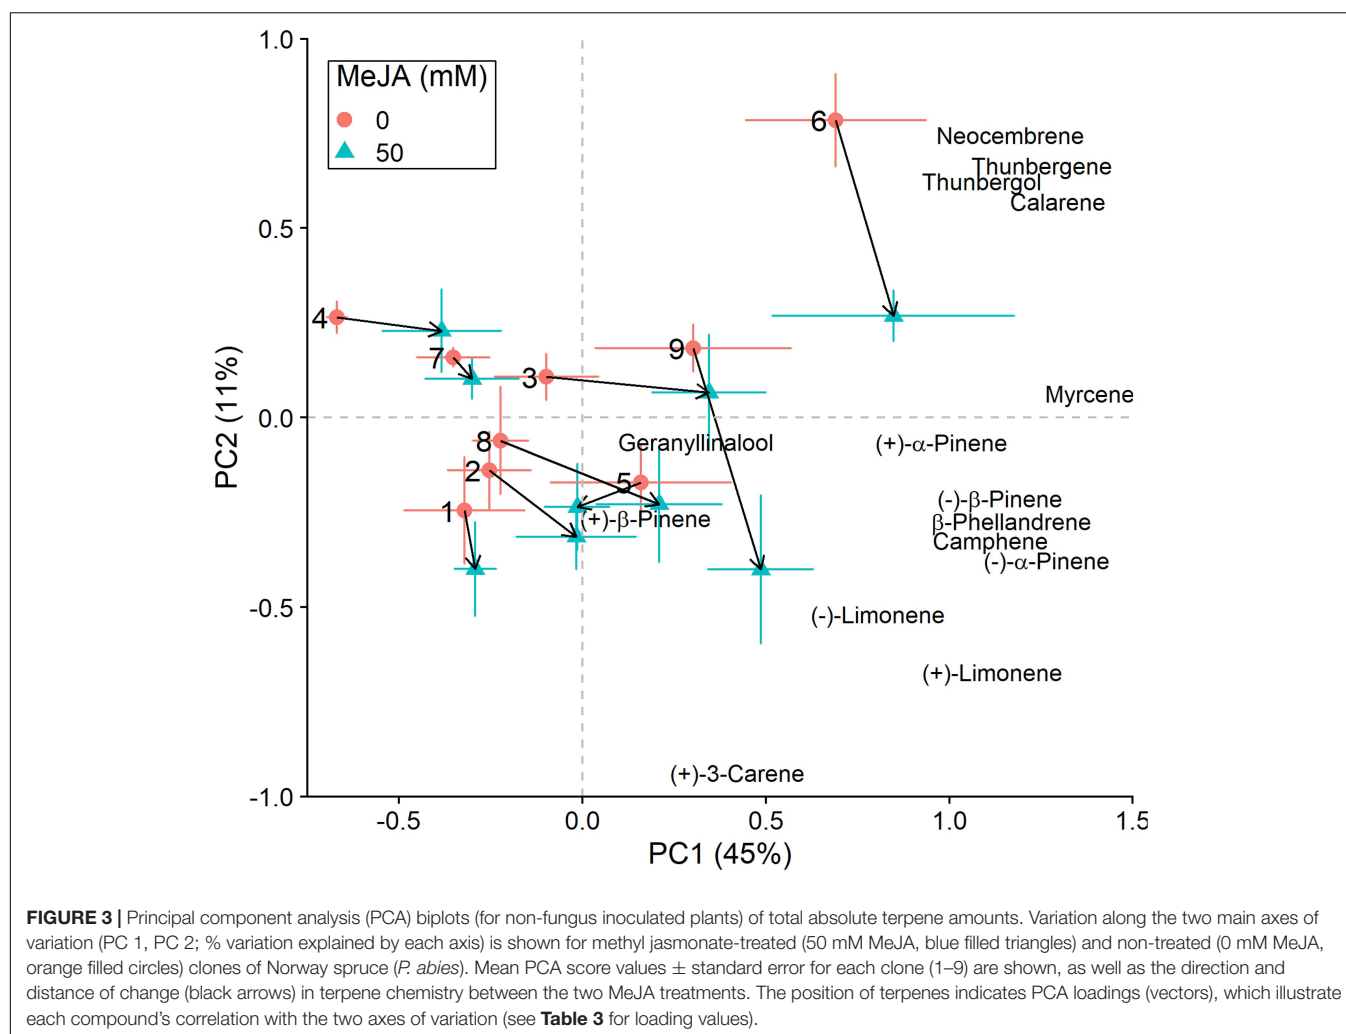 1.0
MeJA (mM)
0
50
6
Neocembrene
Thunbergene
Thunbergol
Calarene
0.5
4
7
3
9
Myrcene
0.0
PC2 (11%)
8
Geranyllinalool
(+)-α-Pinene
2
5
1
(+)-β-Pinene
(-)-β-Pinene
β-Phellandrene
Camphene
(-)-α-Pinene
-0.5
(-)-Limonene
(+)-Limonene
(+)-3-Carene
-1.0
-0.5 0.0 0.5 1.0 1.5
PC1 (45%)
FIGURE 3 | Principal component analysis (PCA) biplots (for non-fungus inoculated plants) of total absolute terpene amounts. Variation along the two main axes of
variation (PC 1, PC 2; % variation explained by each axis) is shown for methyl jasmonate-treated (50 mM MeJA, blue filled triangles) and non-treated (0 mM MeJA,
orange filled circles) clones of Norway spruce (P. abies). Mean PCA score values ± standard error for each clone (1–9) are shown, as well as the direction and
distance of change (black arrows) in terpene chemistry between the two MeJA treatments. The position of terpenes indicates PCA loadings (vectors), which illustrate
each compound's correlation with the two axes of variation (see Table 3 for loading values).